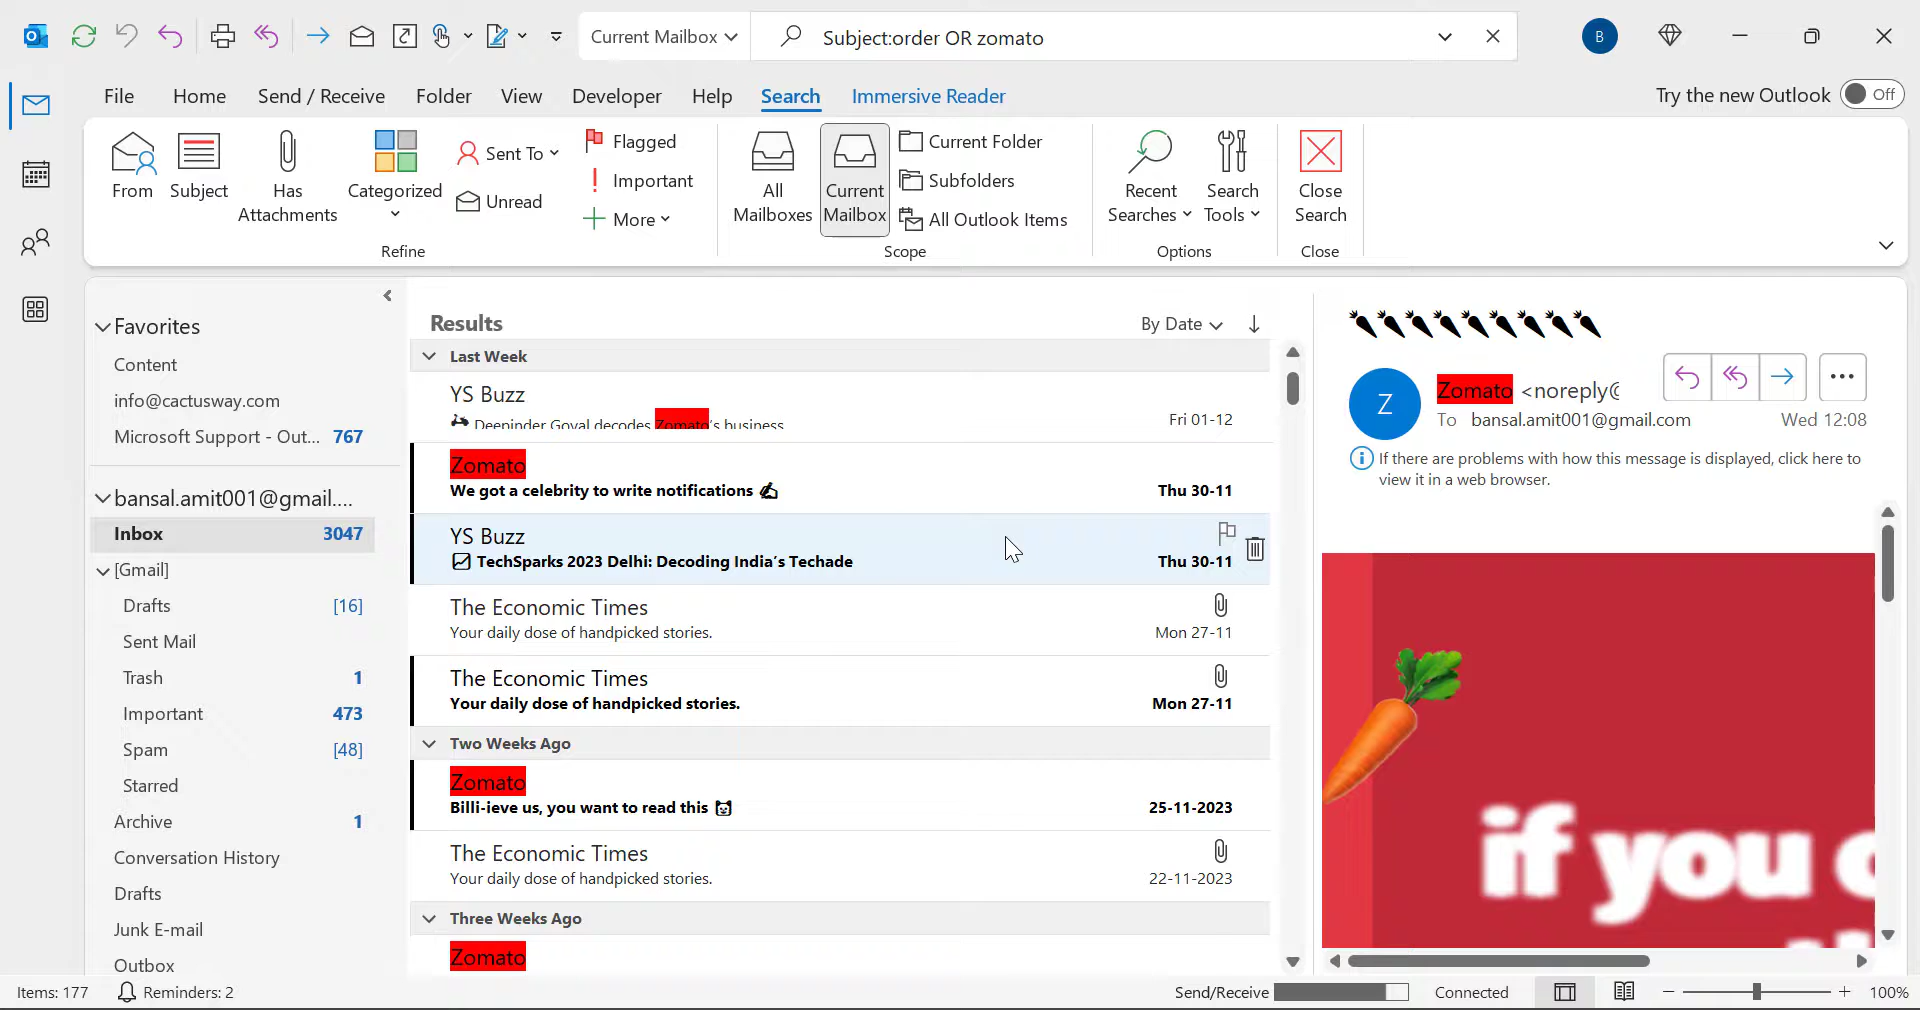 Current Mailbox
Subject:order OR zomato
B
File
Home
Send / Receive
Folder
View
Developer
Help
Search
Immersive Reader
Try the new Outlook
Off
From
Subject
Has
Attachments
Categorized
Sent To
Unread
Flagged
Important
More
Refine
All
Mailboxes
Current
Mailbox
Current Folder
Subfolders
All Outlook Items
Scope
Recent
Searches
Search
Tools
Options
Close
Search
Close
Favorites
Content
info@cactusway.com
Microsoft Support - Out... 767
bansal.amit001@gmail....
Inbox 3047
[Gmail]
Drafts [16]
Sent Mail
Trash 1
Important 473
Spam [48]
Starred
Archive 1
Conversation History
Drafts
Junk E-mail
Outbox
Results
By Date
Last Week
YS Buzz
Deepinder Goyal decodes Zomato's business
Fri 01-12
Zomato
We got a celebrity to write notifications
Thu 30-11
YS Buzz
TechSparks 2023 Delhi: Decoding India's Techade
Thu 30-11
The Economic Times
Your daily dose of handpicked stories.
Mon 27-11
The Economic Times
Your daily dose of handpicked stories.
Mon 27-11
Two Weeks Ago
Zomato
Billi-ieve us, you want to read this
25-11-2023
The Economic Times
Your daily dose of handpicked stories.
22-11-2023
Three Weeks Ago
Zomato
Z
Zomato <noreply@
To bansal.amit001@gmail.com
Wed 12:08
If there are problems with how this message is displayed, click here to
view it in a web browser.
if you
Items: 177
Reminders: 2
Send/Receive
Connected
100%